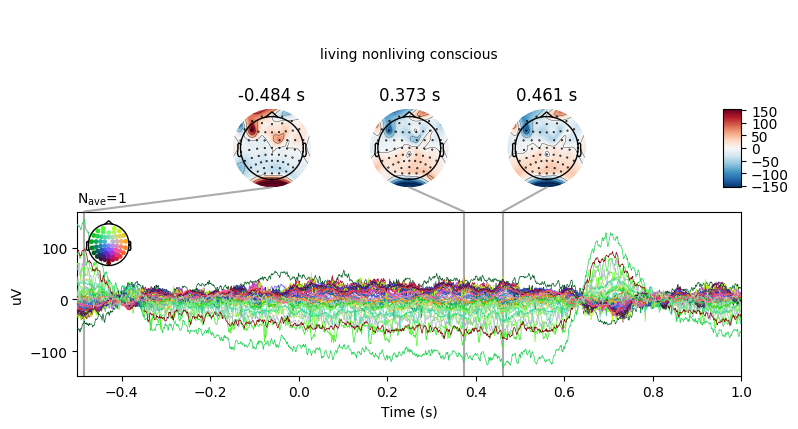 living nonliving conscious
-0.484 s
0.373 s
0.461 s
150
100
50
0
−50
−100
−150
Nave=1
100
0
−100
uV
−0.4
−0.2
0.0
0.2
0.4
0.6
0.8
1.0
Time (s)